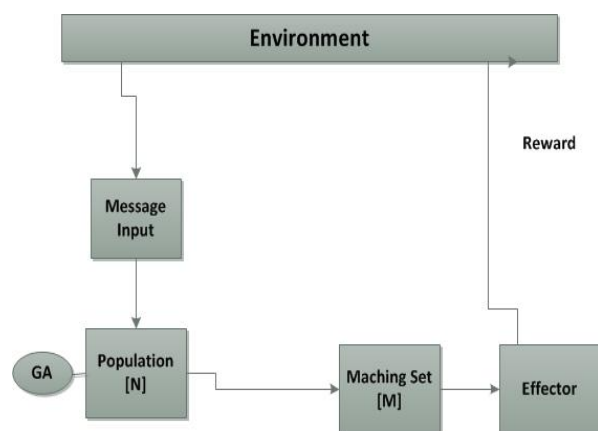 Environment
Reward
Message
Input
GA
Population
[N]
Maching Set
[M]
Effector